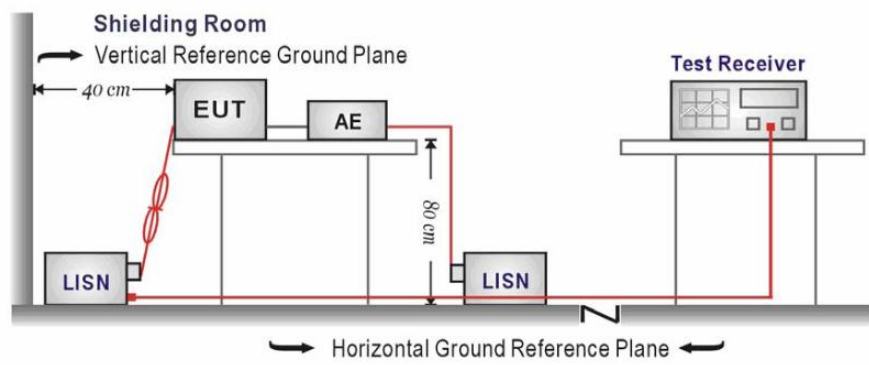 Shielding Room
Vertical Reference Ground Plane
Test Receiver
40 cm
EUT
AE
80 cm
LISN
LISN
Horizontal Ground Reference Plane